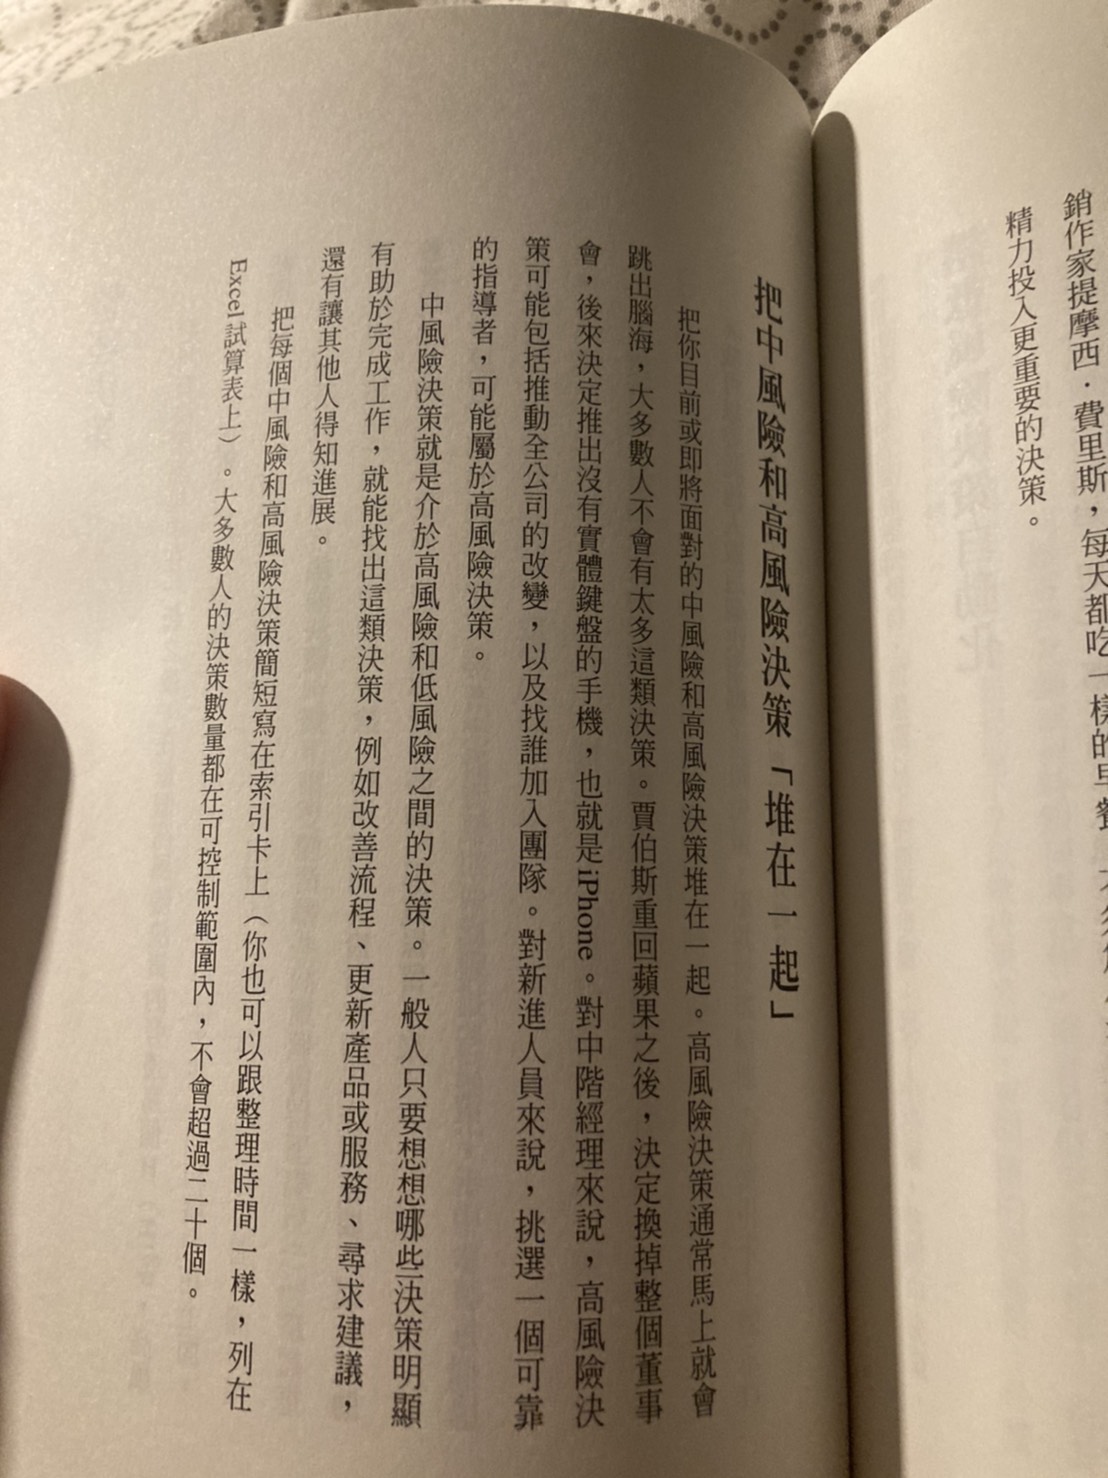 銷作家提摩西．費里斯，每天都吃一樣的早餐
精力投入更重要的決策。
把中風險和高風險決策「堆在一起」
把你目前或即將面對的中風險和高風險決策堆在一起。高風險決策通常馬上就會
跳出腦海，大多數人不會有太多這類決策。賈伯斯重回蘋果之後，決定換掉整個董事
會，後來決定推出沒有實體鍵盤的手機，也就是iPhone。對中階經理來說，高風險決
策可能包括推動全公司的改變，以及找誰加入團隊。對新進人員來說，挑選一個可靠
的指導者，可能屬於高風險決策。
中風險決策就是介於高風險和低風險之間的決策。一般人只要想想哪些決策明顯
有助於完成工作，就能找出這類決策，例如改善流程、更新產品或服務、尋求建議，
還有讓其他人得知進展。
把每個中風險和高風險決策簡短寫在索引卡上（你也可以跟整理時間一樣，列在
Excel 試算表上）。大多數人的決策數量都在可控制範圍內，不會超過二十個。